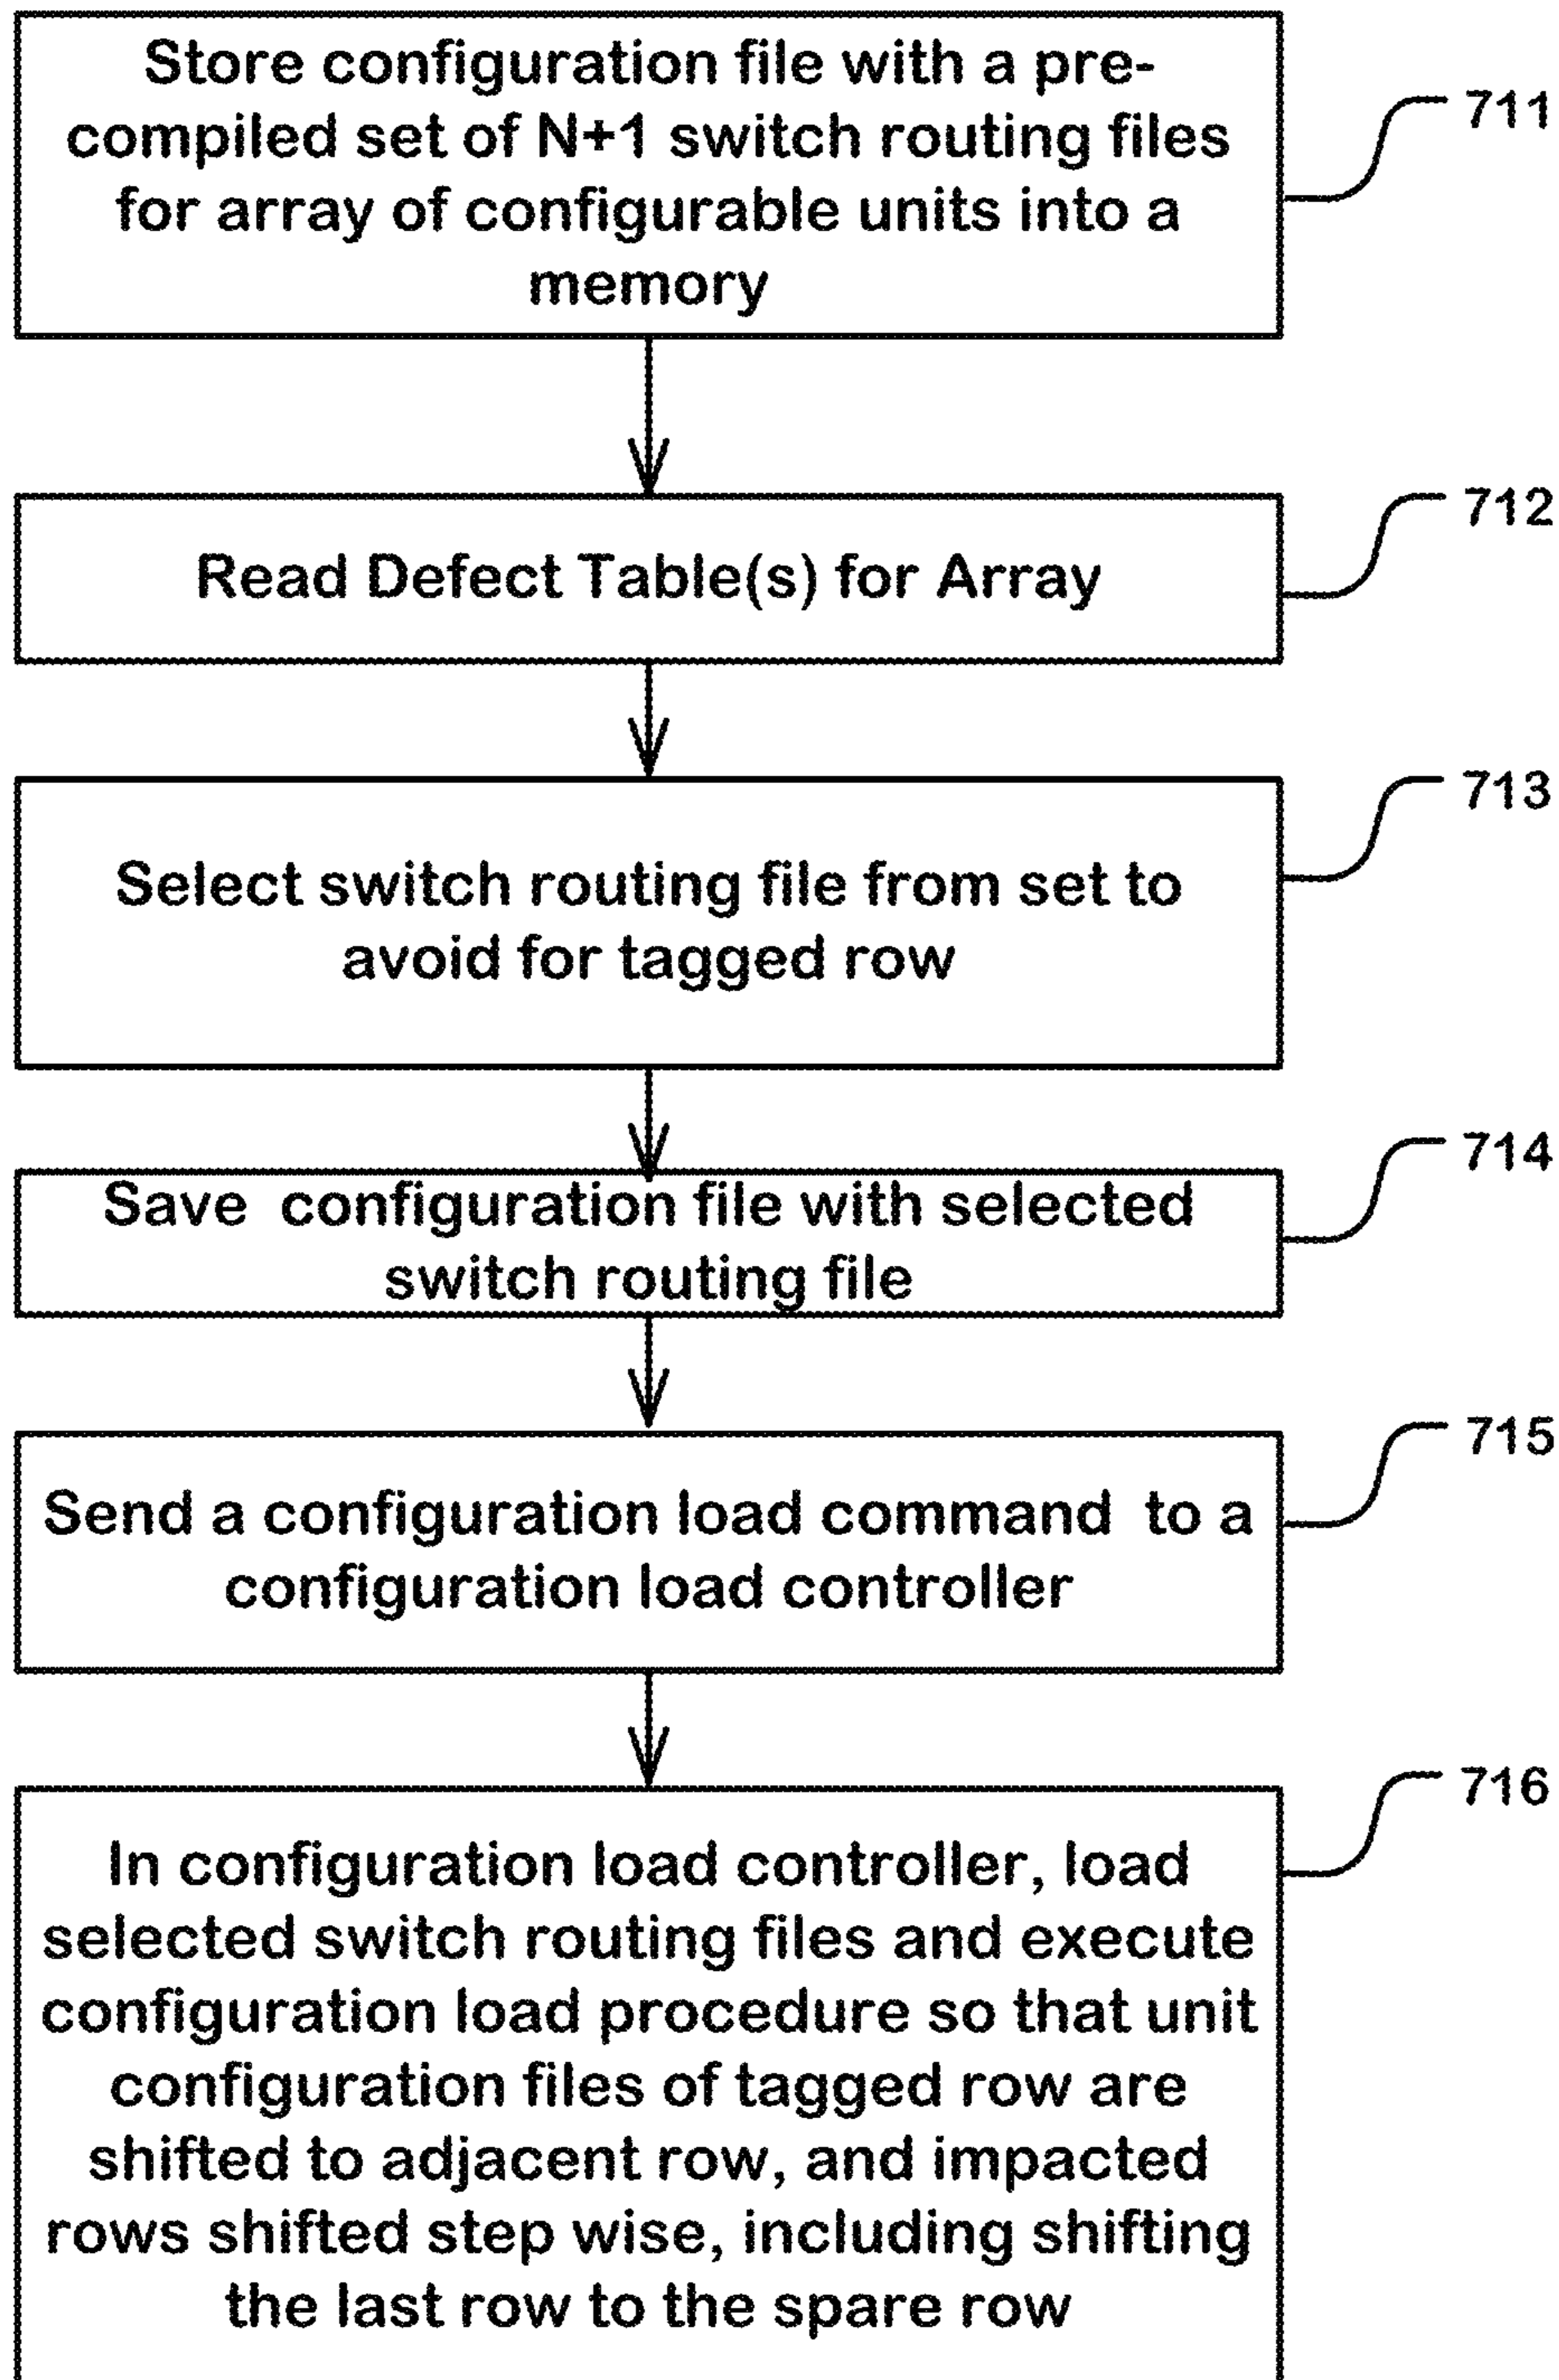 Store configuration file with a pre-
compiled set of N+1 switch routing files
for array of configurable units into a
memory
711
Read Defect Table(s) for Array
712
Select switch routing file from set to
avoid for tagged row
713
Save configuration file with selected
switch routing file
714
Send a configuration load command to a
configuration load controller
715
In configuration load controller, load
selected switch routing files and execute
configuration load procedure so that unit
configuration files of tagged row are
shifted to adjacent row, and impacted
rows shifted step wise, including shifting
the last row to the spare row
716